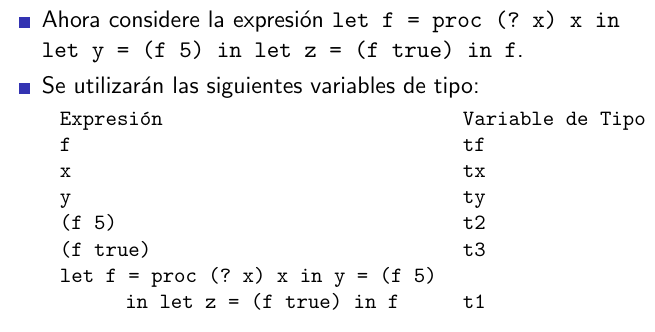 Ahora considere la expresión let f = proc (? x) x in
let y = (f 5) in let z = (f true) in f.
Se utilizarán las siguientes variables de tipo:
Expresión Variable de Tipo
f tf
x tx
y ty
(f 5) t2
(f true) t3
let f = proc (? x) x in y = (f 5)
in let z = (f true) in f t1